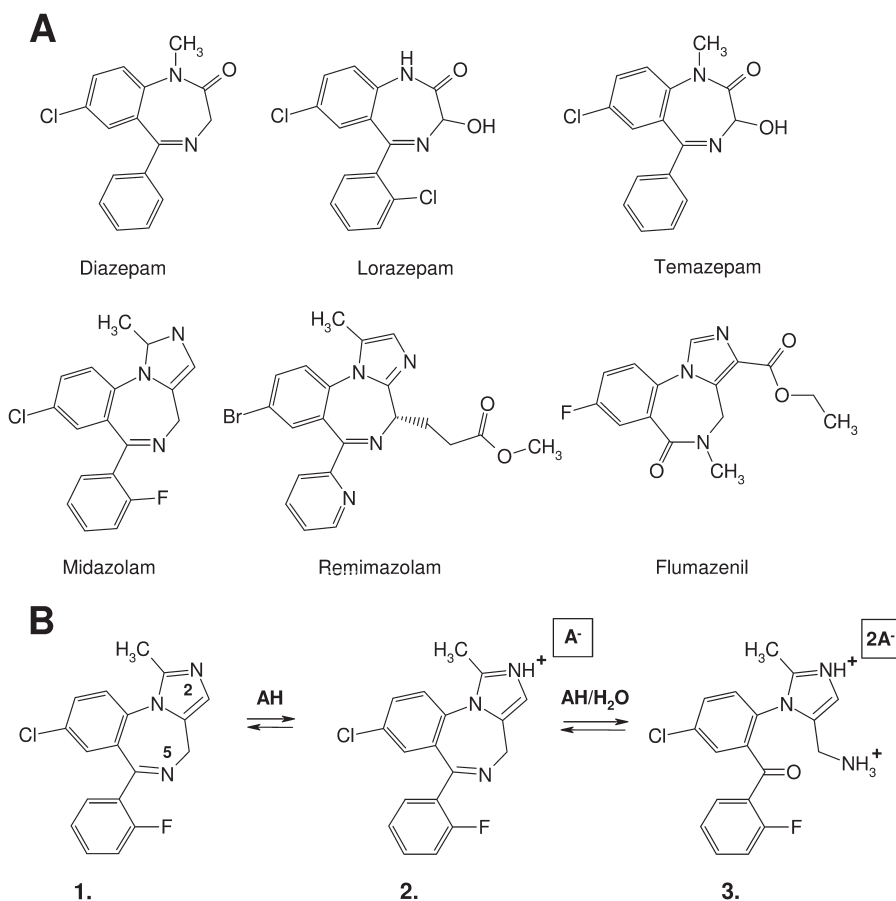 A
CH3
N
O
Cl
N
H
N
O
Cl
OH
N
Cl
CH3
N
O
Cl
OH
N
Diazepam
Lorazepam
Temazepam
H3C
N
N
Cl
N
F
H3C
N
N
Br
N
O
O
CH3
N
N
N
O
O
CH3
F
N
O
CH3
Midazolam
Remimazolam
Flumazenil
B
H3C
N
2
N
Cl
5
N
F
AH
H3C
NH+
A-
N
Cl
N
F
AH/H2O
H3C
NH+
2A-
N
Cl
NH3+
O
F
1.
2.
3.